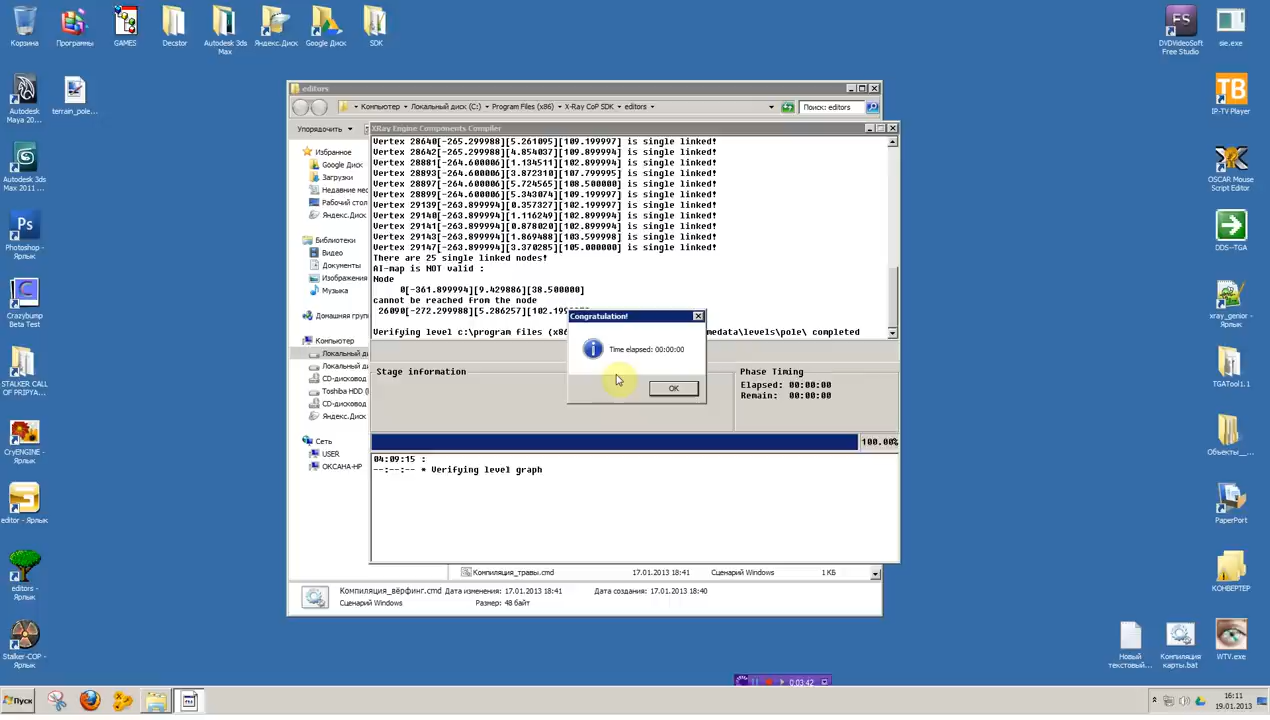 Корзина
Программы
GAMES
Decstor
Autodesk 3ds
Max
Яндекс.Диск
Google Диск
SDK
DVDVideoSoft
Free Studio
sie.exe
Autodesk
Maya 20...
terrain_pole...
IP-TV Player
Autodesk 3ds
Max 2011 ...
OSCAR Mouse
Script Editor
Photoshop -
Ярлык
DDS--TGA
Crazybump
Beta Test
xray_genior -
Ярлык
STALKER CALL
OF PRIPYA...
TGATool1.1
CryENGINE -
Ярлык
Объекты__...
editor - Ярлык
PaperPort
editors -
Ярлык
КОНВЕРТЕР
Stalker-COP -
Ярлык
Новый
текстовый...
Компиляция
карты.bat
WTV.exe
editors
Компьютер
Локальный диск (C:)
Program Files (x86)
X-Ray CoP SDK
editors
Поиск: editors
Упорядочить
Избранное
Google Диск
Загрузки
Недавние мес
Рабочий стол
Яндекс.Диск
Библиотеки
Видео
Документы
Изображения
Музыка
Домашняя групп
Компьютер
Локальный ди
Локальный ди
CD-дисковод
Toshiba HDD (
CD-дисковод
Яндекс.Диск
Сеть
USER
ОКСАНА-HP
XRay Engine Components Compiler
Vertex 28640[-265.299988][5.261095][109.199997] is single linked!
Vertex 28642[-265.299988][4.854037][109.899994] is single linked!
Vertex 28881[-264.600006][1.134511][102.899994] is single linked!
Vertex 28893[-264.600006][3.872310][107.799995] is single linked!
Vertex 28897[-264.600006][5.724565][108.500000] is single linked!
Vertex 28899[-264.600006][5.343074][109.199997] is single linked!
Vertex 29139[-263.899994][0.357327][102.199997] is single linked!
Vertex 29140[-263.899994][1.116249][102.899994] is single linked!
Vertex 29141[-263.899994][0.878020][102.899994] is single linked!
Vertex 29146[-263.899994][1.869488][103.599998] is single linked!
Vertex 29147[-263.899994][3.370285][105.000000] is single linked!
There are 25 single linked nodes!
AI-map is NOT valid :
Node
0[-361.899994][9.429886][38.500000]
cannot be reached from the node
26090[-272.299988][5.286257][102.199
Verifying level c:\program files (x86
medata\levels\pole\ completed
Congratulation!
Time elapsed: 00:00:00
OK
Stage information
Phase Timing
Elapsed: 00:00:00
Remain: 00:00:00
100.00%
04:09:15 :
--:--:-- * Verifying level graph
Компиляция_травы.cmd
17.01.2013 18:41
Сценарий Windows
1 КБ
Компиляция_вёрфинг.cmd Дата изменения: 17.01.2013 18:41
Дата создания: 17.01.2013 18:40
Сценарий Windows
Размер: 48 байт
0:03:42
Пуск
16:11
19.01.2013